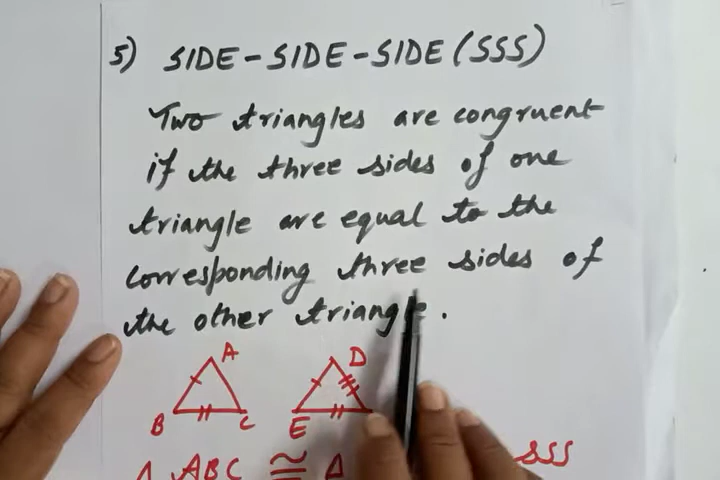 5) SIDE-SIDE-SIDE (SSS)
Two triangles are congruent
if the three sides of one
triangle are equal to the
corresponding three sides of
the other triangle.
A D
B C E
Δ ABC ≅ Δ SSS